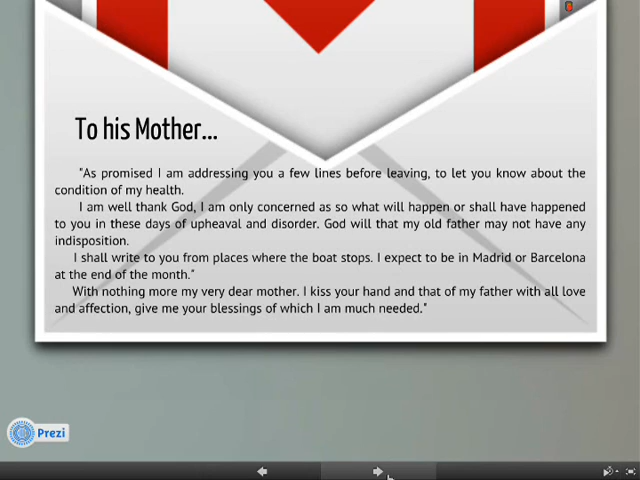 To his Mother...
"As promised I am addressing you a few lines before leaving, to let you know about the
condition of my health.
I am well thank God, I am only concerned as so what will happen or shall have happened
to you in these days of upheaval and disorder. God will that my old father may not have any
indisposition.
I shall write to you from places where the boat stops. I expect to be in Madrid or Barcelona
at the end of the month."
With nothing more my very dear mother. I kiss your hand and that of my father with all love
and affection, give me your blessings of which I am much needed."
Prezi